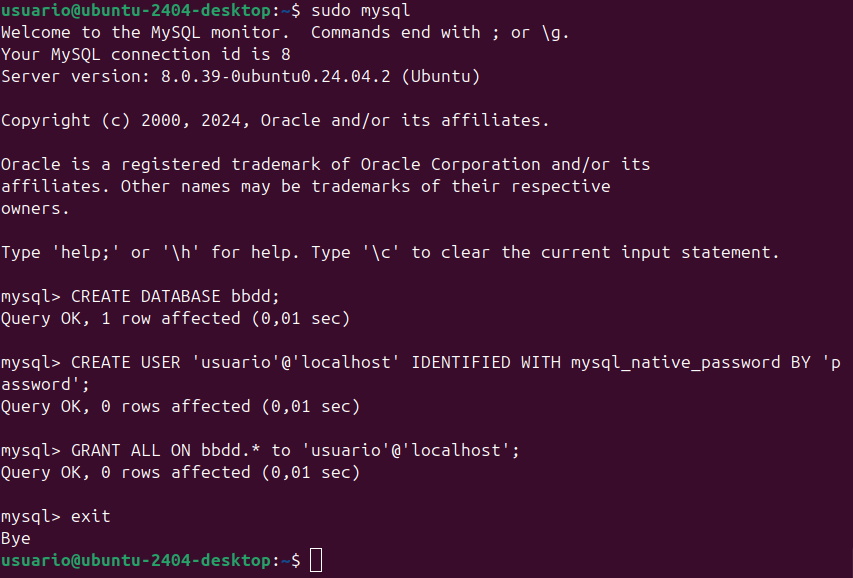 usuario@ubuntu-2404-desktop:~$ sudo mysql
Welcome to the MySQL monitor.  Commands end with ; or \g.
Your MySQL connection id is 8
Server version: 8.0.39-0ubuntu0.24.04.2 (Ubuntu)
Copyright (c) 2000, 2024, Oracle and/or its affiliates.
Oracle is a registered trademark of Oracle Corporation and/or its
affiliates. Other names may be trademarks of their respective
owners.
Type 'help;' or '\h' for help. Type '\c' to clear the current input statement.
mysql> CREATE DATABASE bbdd;
Query OK, 1 row affected (0,01 sec)
mysql> CREATE USER 'usuario'@'localhost' IDENTIFIED WITH mysql_native_password BY 'p
assword';
Query OK, 0 rows affected (0,01 sec)
mysql> GRANT ALL ON bbdd.* to 'usuario'@'localhost';
Query OK, 0 rows affected (0,01 sec)
mysql> exit
Bye
usuario@ubuntu-2404-desktop:~$